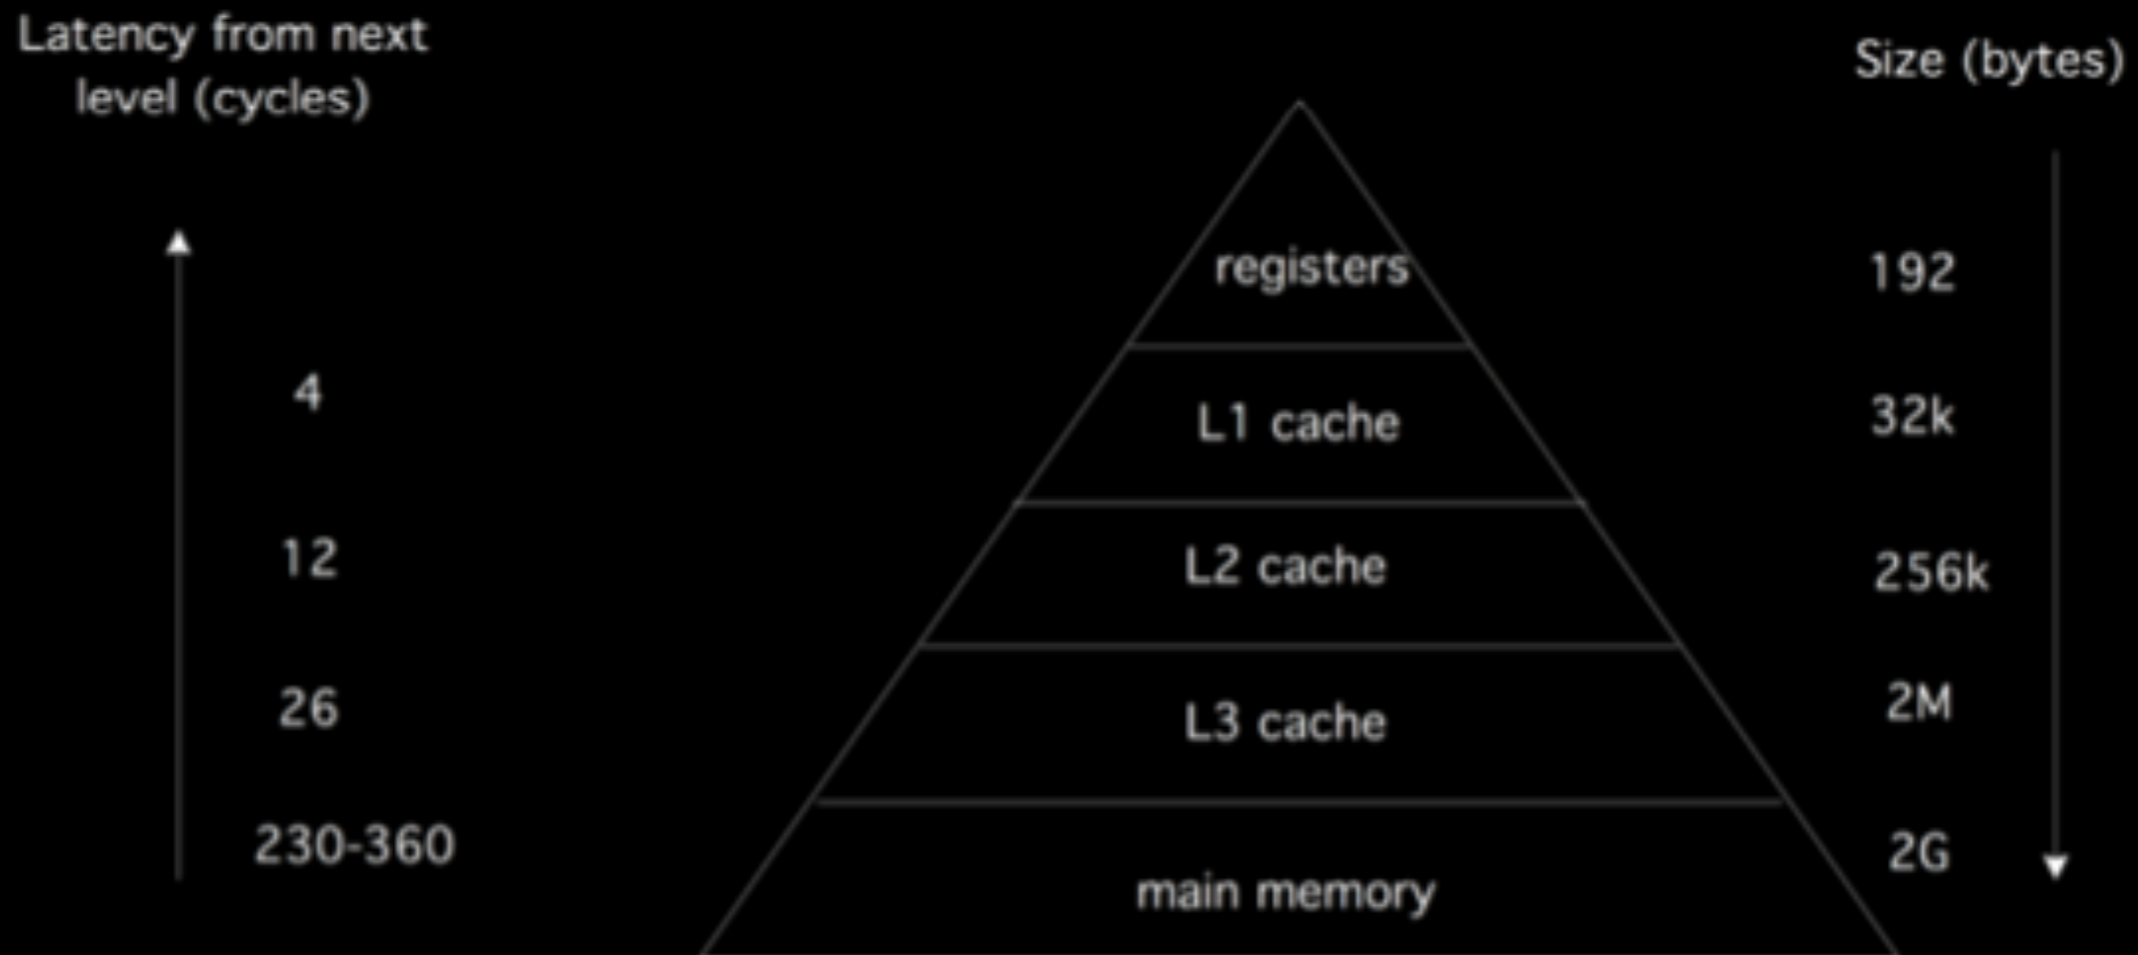 Latency from next
level (cycles)
Size (bytes)
registers
192
4
L1 cache
32k
12
L2 cache
256k
26
L3 cache
2M
230-360
main memory
2G